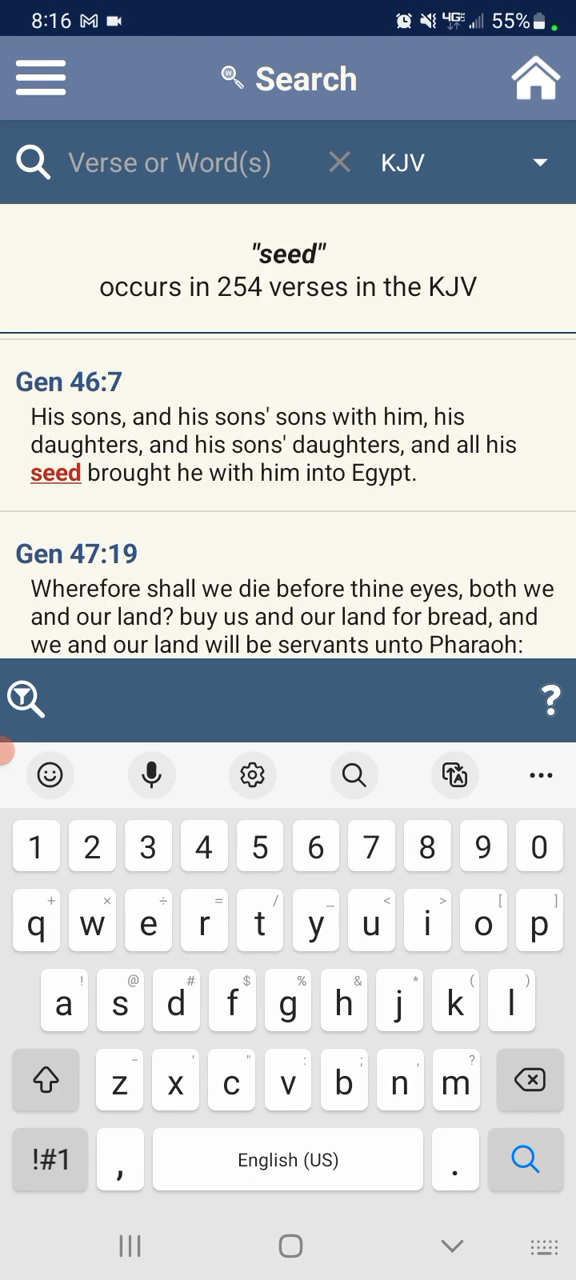 8:16 4GE 55%
Search
Verse or Word(s) KJV
"seed"
occurs in 254 verses in the KJV
Gen 46:7
His sons, and his sons' sons with him, his
daughters, and his sons' daughters, and all his
seed brought he with him into Egypt.
Gen 47:19
Wherefore shall we die before thine eyes, both we
and our land? buy us and our land for bread, and
we and our land will be servants unto Pharaoh:
?
1 2 3 4 5 6 7 8 9 0
+ × ÷ = / _ < > [ ]
q w e r t y u i o p
! @ # $ % & * ( )
a s d f g h j k l
- ' " : ; , ?
z x c v b n m
!#1 , English (US) .